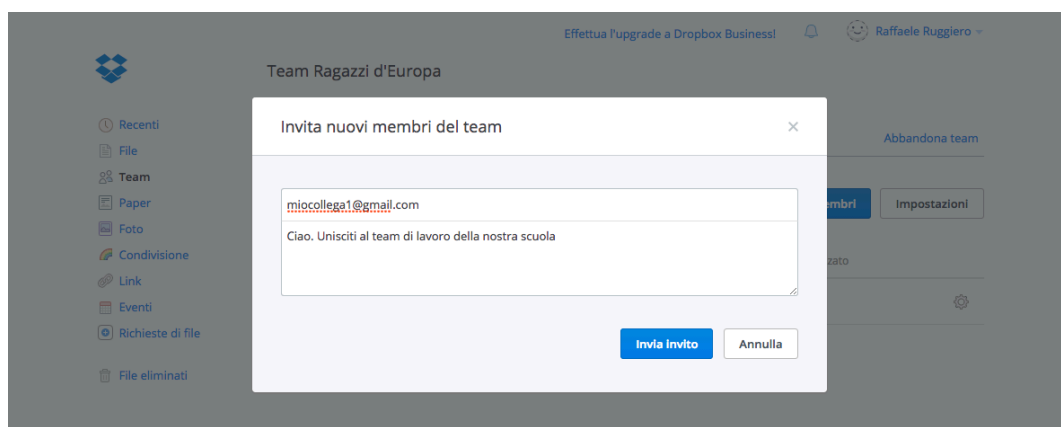 Effettua l'upgrade a Dropbox Business!
Raffaele Ruggiero
Team Ragazzi d'Europa
Recenti
File
Team
Paper
Foto
Condivisione
Link
Eventi
Richieste di file
File eliminati
Invita nuovi membri del team
miocollega1@gmail.com
Ciao. Unisciti al team di lavoro della nostra scuola
Invia invito
Annulla
Abbandona team
embri
Impostazioni
zato